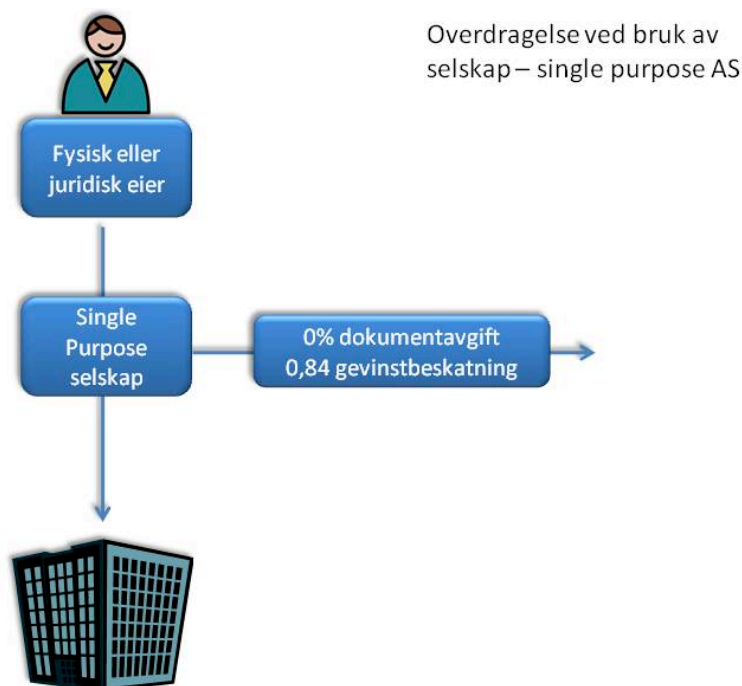 Overdragelse ved bruk av
selskap – single purpose AS
Fysisk eller
juridisk eier
Single
Purpose
selskap
0% dokumentavgift
0,84 gevinstbeskatning